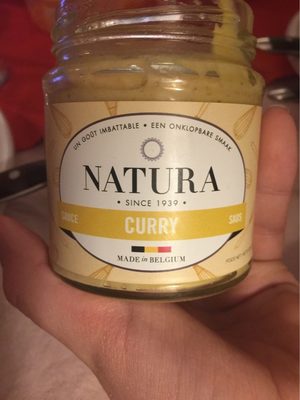 UN GOÛT IMBATTABLE • EEN ONKLOPBARE SMAAK
NATURA
• SINCE 1939 •
SAUCE CURRY SAUS
MADE in BELGIUM